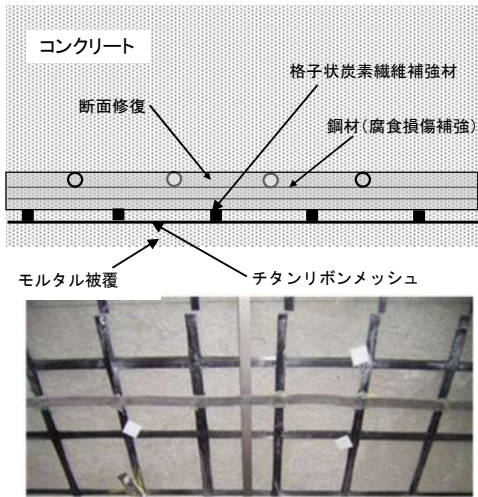 コンクリート
格子状炭素繊維補強材
断面修復
鋼材(腐食損傷補強)
モルタル被覆
チタンリボンメッシュ